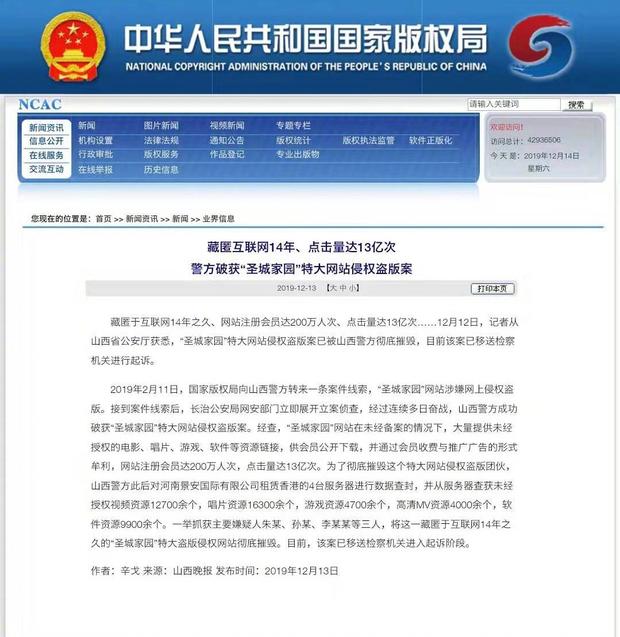 中华人民共和国国家版权局
NATIONAL COPYRIGHT ADMINISTRATION OF THE PEOPLE'S REPUBLIC OF CHINA
NCAC
请输入关键词 搜索
新闻资讯 新闻 图片新闻 视频新闻 专题专栏
信息公开 机构设置 法律法规 通知公告 版权统计 版权执法监管 软件正版化
在线服务 行政审批 版权服务 作品登记 专业出版物
交流互动 在线举报 历史信息
欢迎访问!
访问总计: 42936506
今 天 是: 2019年12月14日
星期六
您现在的位置是: 首页 >> 新闻资讯 >> 新闻 >> 业界信息
藏匿互联网14年、点击量达13亿次
警方破获“圣城家园”特大网站侵权盗版案
2019-12-13 【大 中 小】 打印本页
藏匿于互联网14年之久、网站注册会员达200万人次、点击量达13亿次……12月12日，记者从
山西省公安厅获悉，“圣城家园”特大网站侵权盗版案已被山西警方彻底摧毁，目前该案已移送检察
机关进行起诉。
2019年2月11日，国家版权局向山西警方转来一条案件线索，“圣城家园”网站涉嫌网上侵权盗
版。接到案件线索后，长治公安局网安部门立即展开立案侦查，经过连续多日奋战，山西警方成功
破获“圣城家园”特大网站侵权盗版案。经查，“圣城家园”网站在未经备案的情况下，大量提供未经
授权的电影、唱片、游戏、软件等资源链接，供会员公开下载，并通过会员收费与推广广告的形式
牟利，网站注册会员达200万人次，点击量达13亿次。为了彻底摧毁这个特大网站侵权盗版团伙，
山西警方此后对河南景安国际有限公司租赁香港的4台服务器进行数据查封，并从服务器查获未经
授权视频资源12700余个，唱片资源16300余个，游戏资源4700余个，高清MV资源4000余个，软
件资源9900余个。一举抓获主要嫌疑人朱某、孙某、李某某等三人，将这一藏匿于互联网14年之
久的“圣城家园”特大盗版侵权网站彻底摧毁。目前，该案已移送检察机关进入起诉阶段。
作者：辛戈 来源：山西晚报 发布时间：2019年12月13日